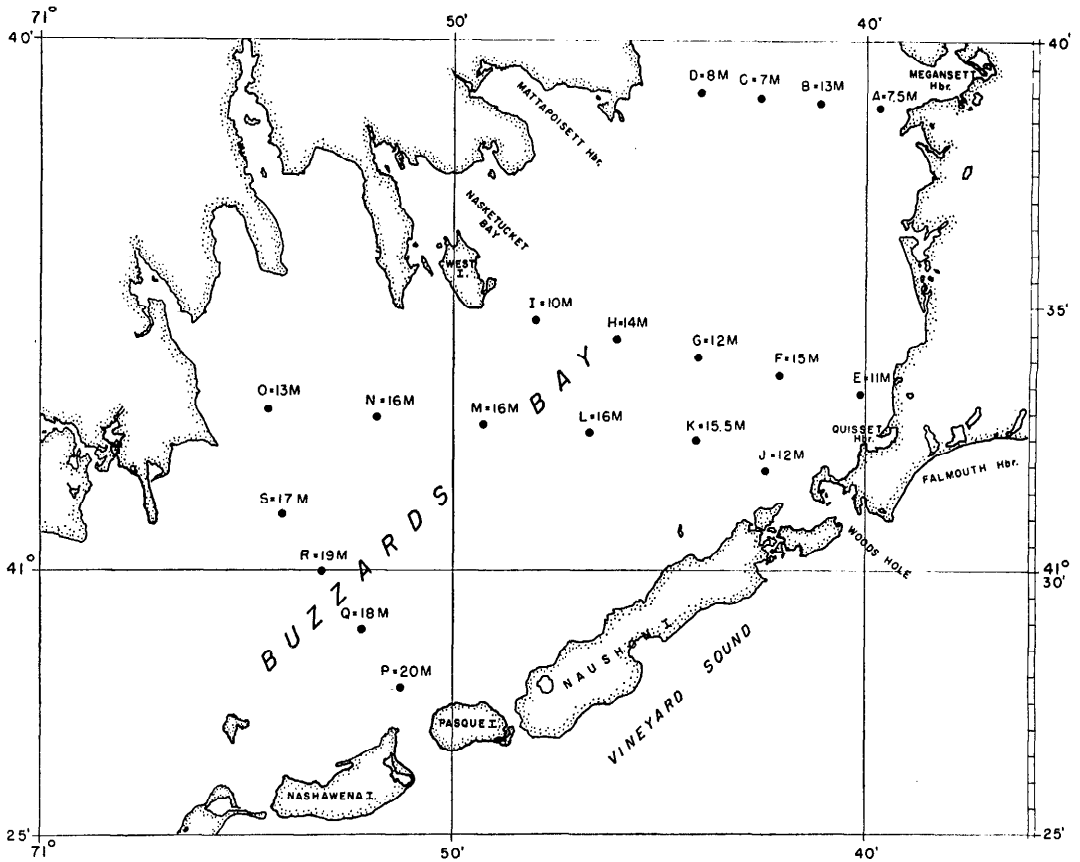 71°
50'
40'
40'
40'
MEGANSETT
Hbr.
D=8M
C=7M
B=13M
A=7.5M
MATTAPOISETT Hbr.
NASKETUCKET
BAY
WEST
I.
I=10M
H=14M
G=12M
F=15M
E=11M
35'
O=13M
N=16M
M=16M
L=16M
K=15.5M
J=12M
QUISSET
Hbr.
FALMOUTH Hbr.
WOODS HOLE
S=17M
R=19M
Q=18M
P=20M
BUZZARDS BAY
41°
41°
30'
NAUSHON I.
VINEYARD SOUND
PASQUE I.
NASHAWENA I.
25'
71°
50'
40'
25'